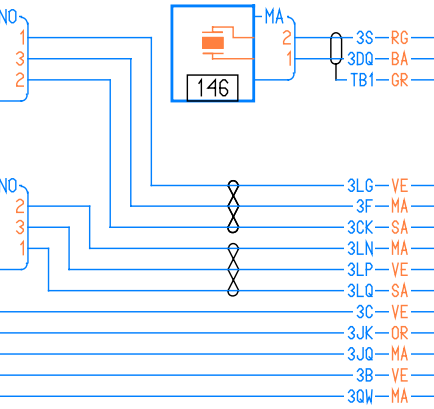 NO
1
3
2
MA
2
1
146
3S RG
3DQ BA
TB1 GR
NO
2
3
1
3LG VE
3F MA
3CK SA
3LN MA
3LP VE
3LQ SA
3C VE
3JK OR
3JQ MA
3B VE
3QW MA